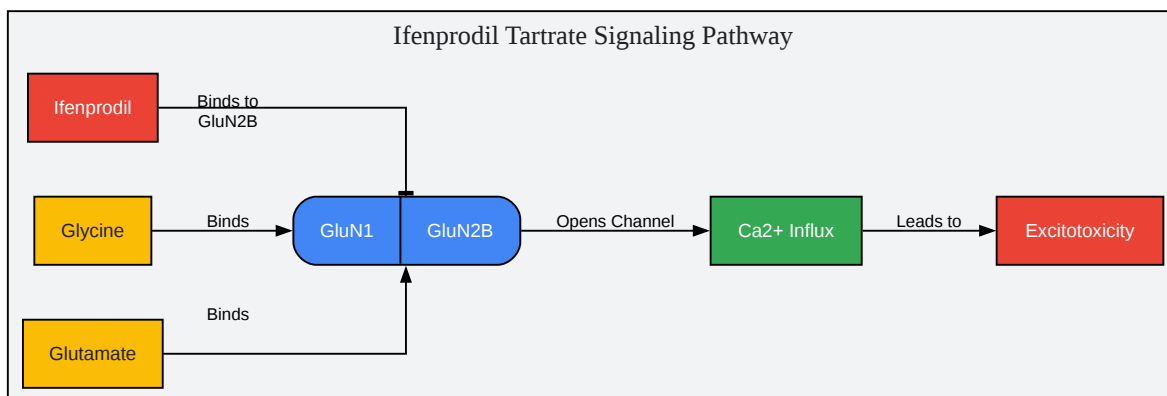 Ifenprodil Tartrate Signaling Pathway
Ifenprodil
Binds to
GluN2B
Glycine
Binds
GluN1
GluN2B
Opens Channel
Ca2+ Influx
Leads to
Excitotoxicity
Binds
Glutamate